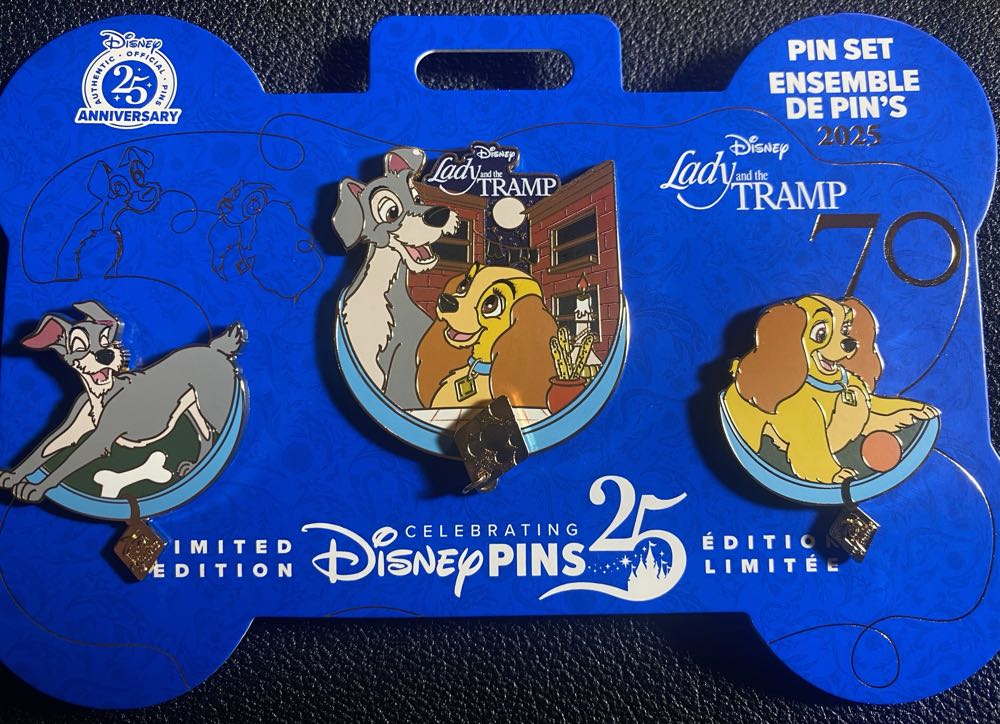 Disney
AUTHENTIC · OFFICIAL · PINS
25
ANNIVERSARY
PIN SET
ENSEMBLE
DE PIN'S
2025
Disney
Lady and the
TRAMP
70
Disney
Lady and the
TRAMP
LIMITED
EDITION
CELEBRATING
Disney PINS 25
ÉDITION
LIMITÉE